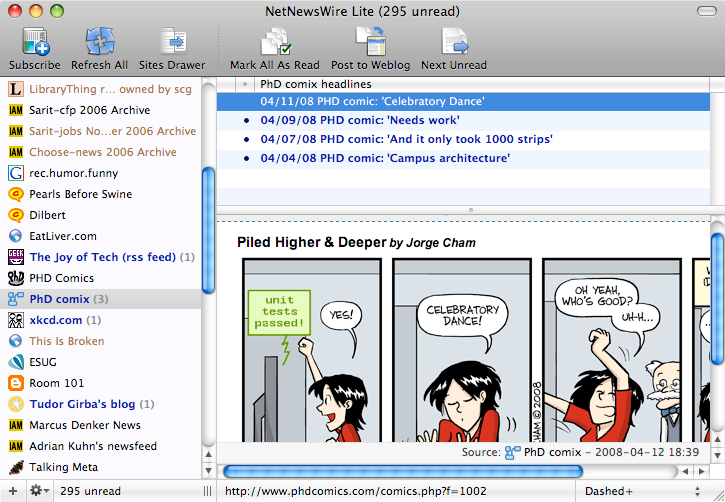 NetNewsWire Lite (295 unread)
Subscribe Refresh All Sites Drawer Mark All As Read Post to Weblog Next Unread
LibraryThing r... owned by scg
Sarit-cfp 2006 Archive
Sarit-jobs No...er 2006 Archive
Choose-news 2006 Archive
rec.humor.funny
Pearls Before Swine
Dilbert
EatLiver.com
The Joy of Tech (rss feed) (1)
PHD Comics
PhD comix (3)
xkcd.com (1)
This Is Broken
ESUG
Room 101
Tudor Girba's blog (1)
Marcus Denker News
Adrian Kuhn's newsfeed
Talking Meta
L
IAM
IAM
IAM
G
GEEK
IAM
IAM
PhD comix headlines
04/11/08 PHD comic: 'Celebratory Dance'
04/09/08 PHD comic: 'Needs work'
04/07/08 PHD comic: 'And it only took 1000 strips'
04/04/08 PHD comic: 'Campus architecture'
Piled Higher & Deeper by Jorge Cham
unit
tests
passed!
YES!
CELEBRATORY
DANCE!
OH YEAH,
WHO'S GOOD?
UH-H...
CHAM © 2008
Source: PhD comix – 2008-04-12 18:39
295 unread
http://www.phdcomics.com/comics.php?f=1002
Dashed+